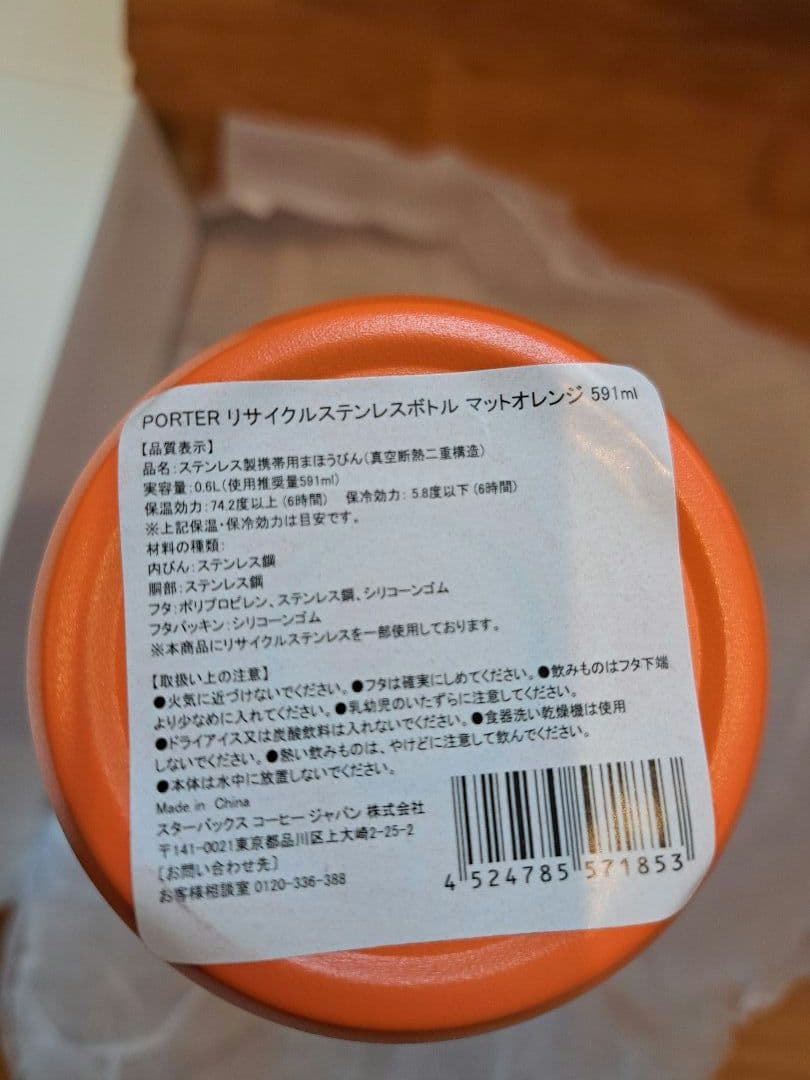 PORTER リサイクルステンレスボトル マットオレンジ 591ml
【品質表示】
品名：ステンレス製携帯用まほうびん（真空断熱二重構造）
実容量：0.6L（使用推奨量591ml）
保温効力：74.2度以上（6時間） 保冷効力：5.8度以下（6時間）
※上記保温・保冷効力は目安です。
材料の種類：
内びん：ステンレス鋼
胴部：ステンレス鋼
フタ：ポリプロピレン、ステンレス鋼、シリコーンゴム
フタパッキン：シリコーンゴム
※本商品にリサイクルステンレスを一部使用しております。
【取扱い上の注意】
●火気に近づけないでください。●フタは確実にしめてください。●飲みものはフタ下端
より少なめに入れてください。●乳幼児のいたずらに注意してください。
●ドライアイス又は炭酸飲料は入れないでください。●食器洗い乾燥機は使用
しないでください。●熱い飲みものは、やけどに注意して飲んでください。
●本体は水中に放置しないでください。
Made in China
スターバックス コーヒー ジャパン 株式会社
〒141-0021東京都品川区上大崎2-25-2
［お問い合わせ先］
お客様相談室 0120-336-388
4 524785 571853